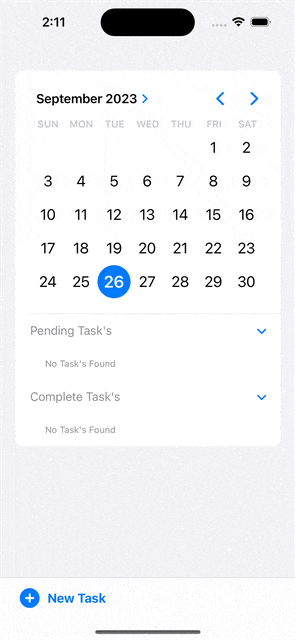 2:11
September 2023
SUN MON TUE WED THU FRI SAT
1 2
3 4 5 6 7 8 9
10 11 12 13 14 15 16
17 18 19 20 21 22 23
24 25 26 27 28 29 30
Pending Task's
No Task's Found
Complete Task's
No Task's Found
New Task